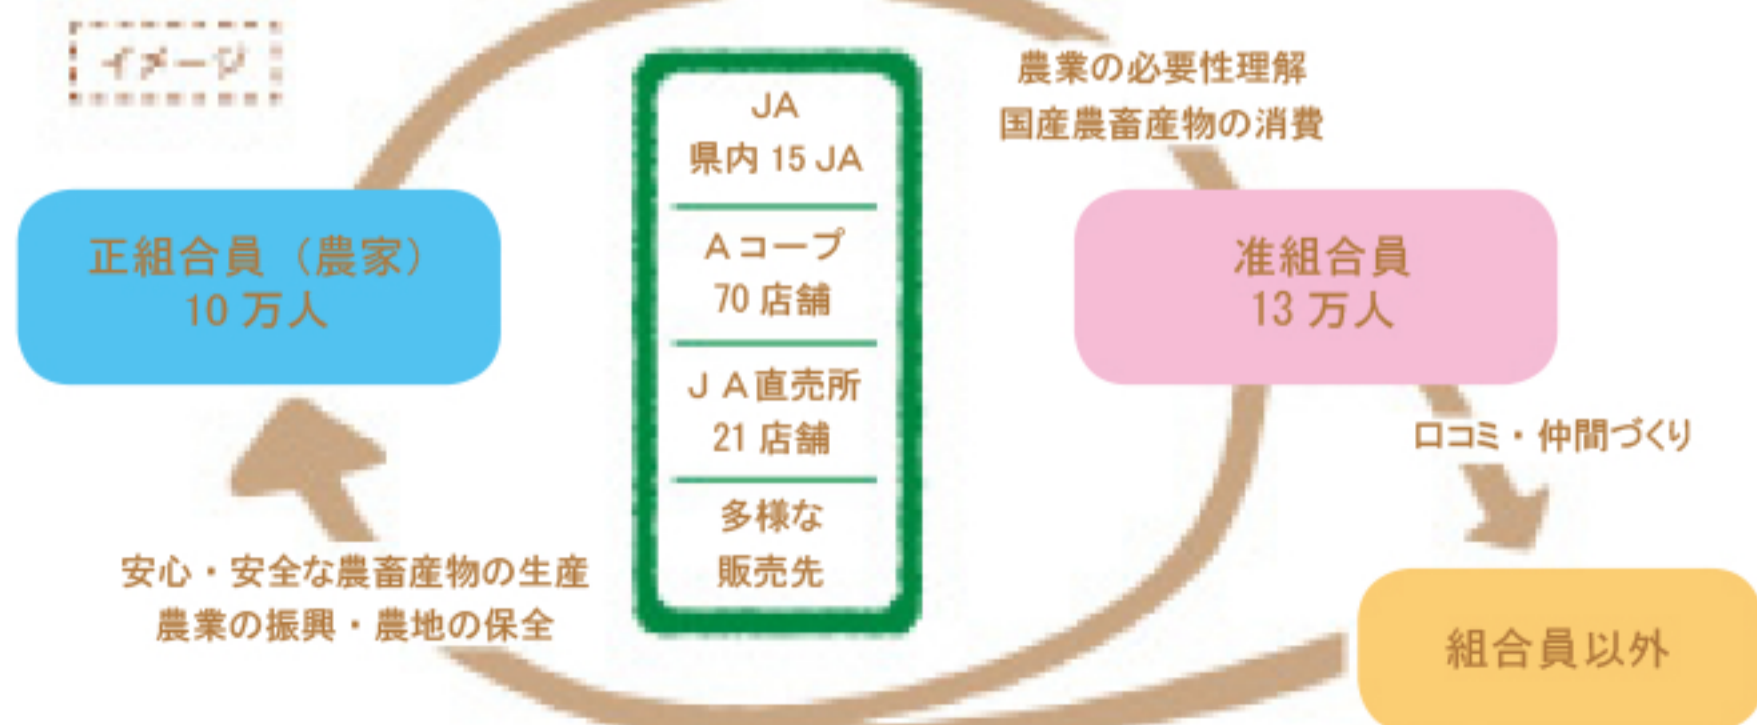 イメージ
農業の必要性理解
国産農畜産物の消費
JA
県内 15 JA
Aコープ
70 店舗
JA直売所
21 店舗
多様な
販売先
正組合員（農家）
10 万人
准組合員
13 万人
口コミ・仲間づくり
安心・安全な農畜産物の生産
農業の振興・農地の保全
組合員以外